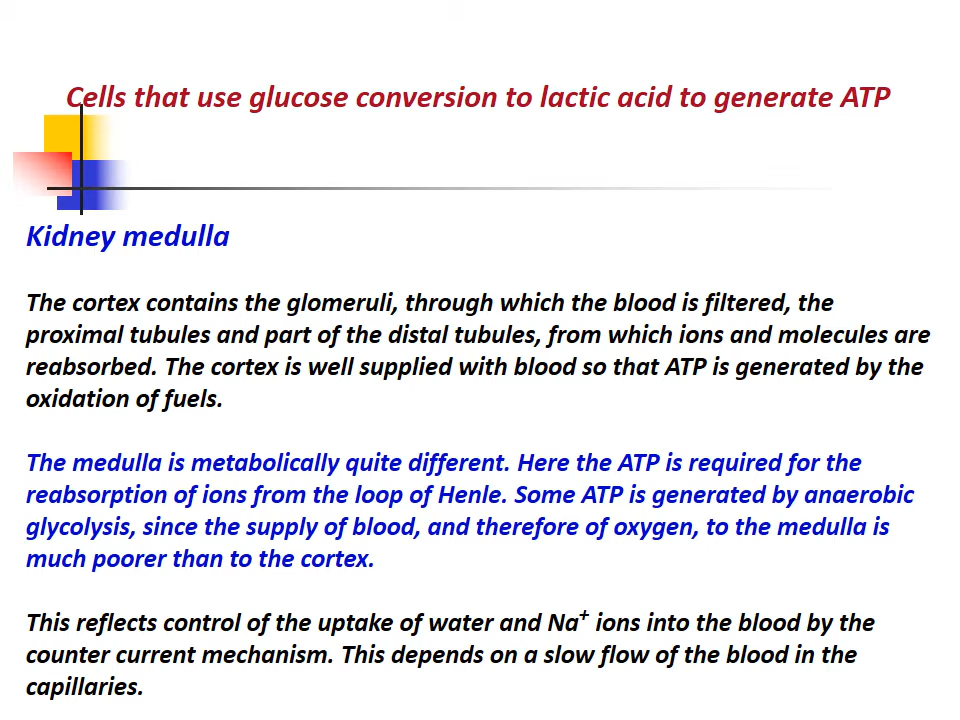 Cells that use glucose conversion to lactic acid to generate ATP
Kidney medulla
The cortex contains the glomeruli, through which the blood is filtered, the
proximal tubules and part of the distal tubules, from which ions and molecules are
reabsorbed. The cortex is well supplied with blood so that ATP is generated by the
oxidation of fuels.
The medulla is metabolically quite different. Here the ATP is required for the
reabsorption of ions from the loop of Henle. Some ATP is generated by anaerobic
glycolysis, since the supply of blood, and therefore of oxygen, to the medulla is
much poorer than to the cortex.
This reflects control of the uptake of water and Na⁺ ions into the blood by the
counter current mechanism. This depends on a slow flow of the blood in the
capillaries.